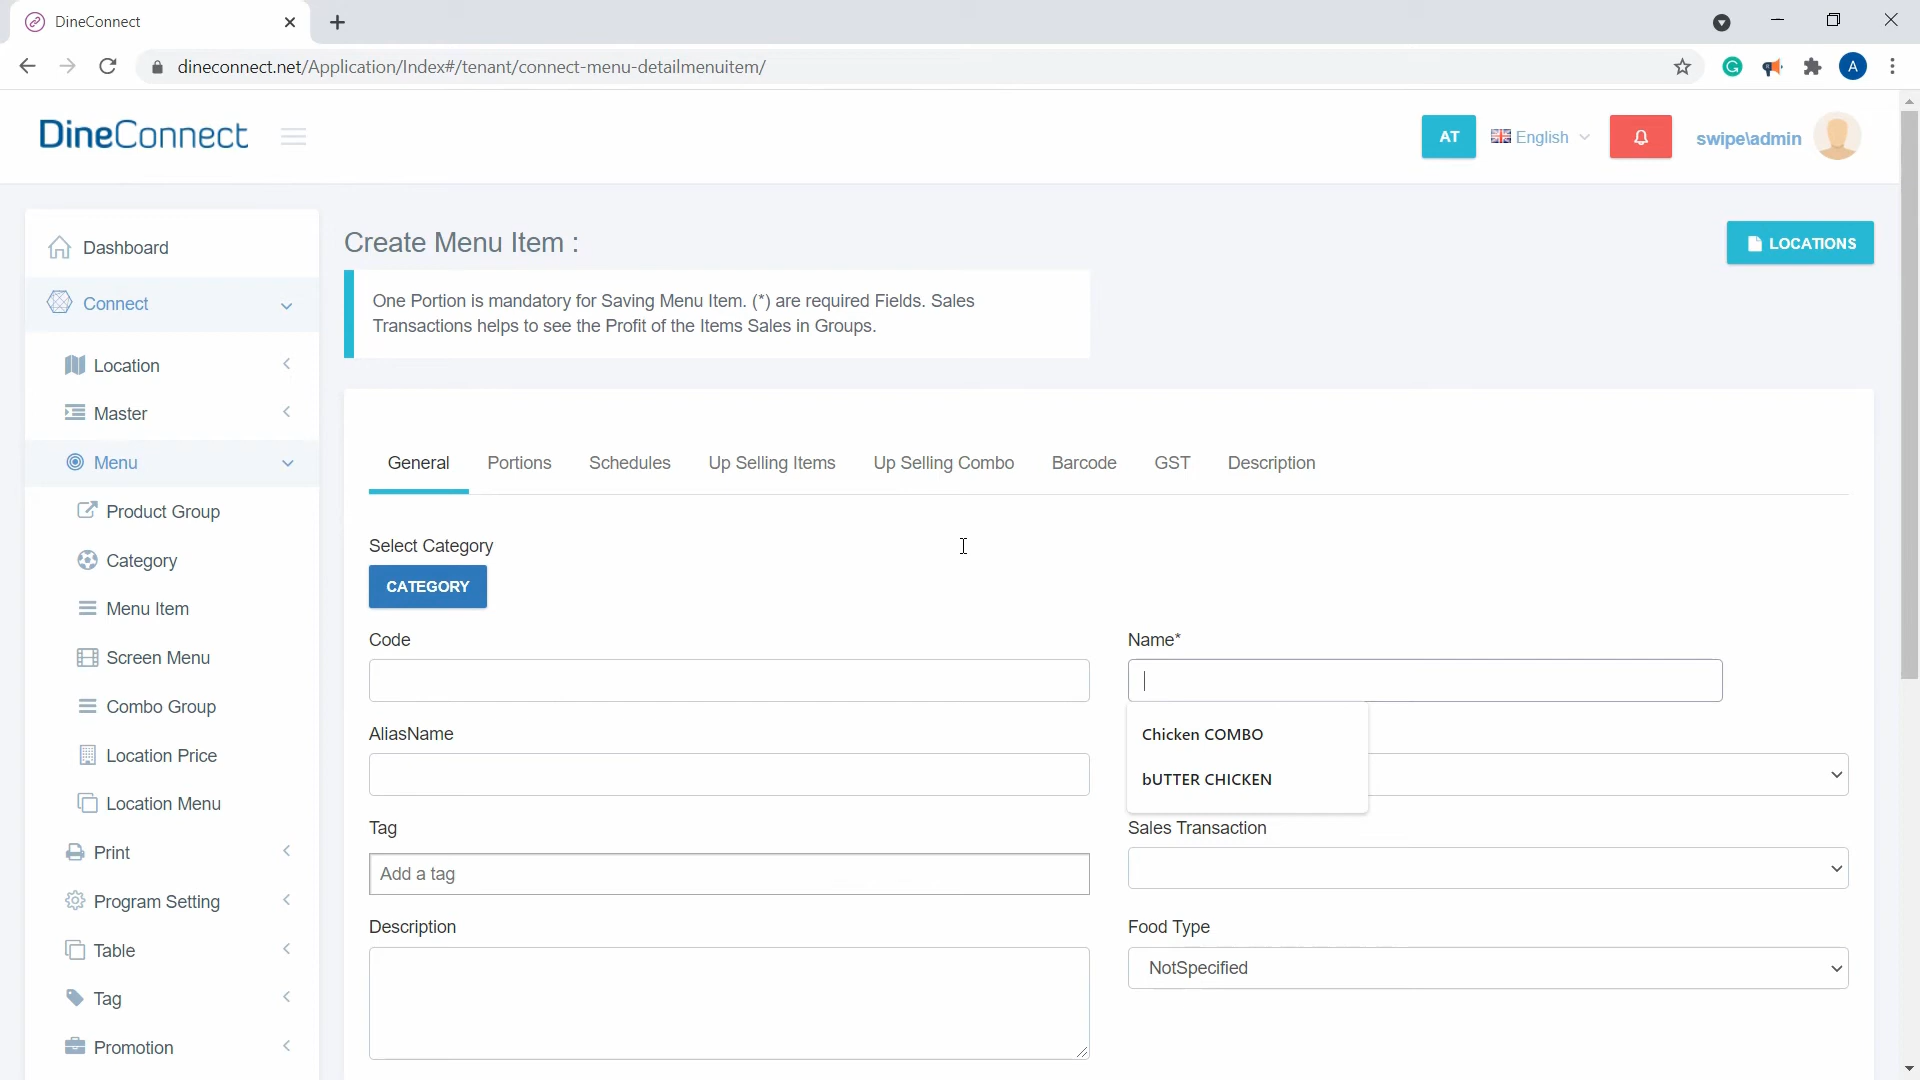 DineConnect
dineconnect.net/Application/Index#/tenant/connect-menu-detailmenuitem/
A
DineConnect
AT
English
swipe\admin
Dashboard
Connect
Location
Master
Menu
Product Group
Category
Menu Item
Screen Menu
Combo Group
Location Price
Location Menu
Print
Program Setting
Table
Tag
Promotion
Create Menu Item :
LOCATIONS
One Portion is mandatory for Saving Menu Item. (*) are required Fields. Sales
Transactions helps to see the Profit of the Items Sales in Groups.
General Portions Schedules Up Selling Items Up Selling Combo Barcode GST Description
Select Category
CATEGORY
Code
Name*
Chicken COMBO
bUTTER CHICKEN
AliasName
Tag
Add a tag
Sales Transaction
Description
Food Type
NotSpecified